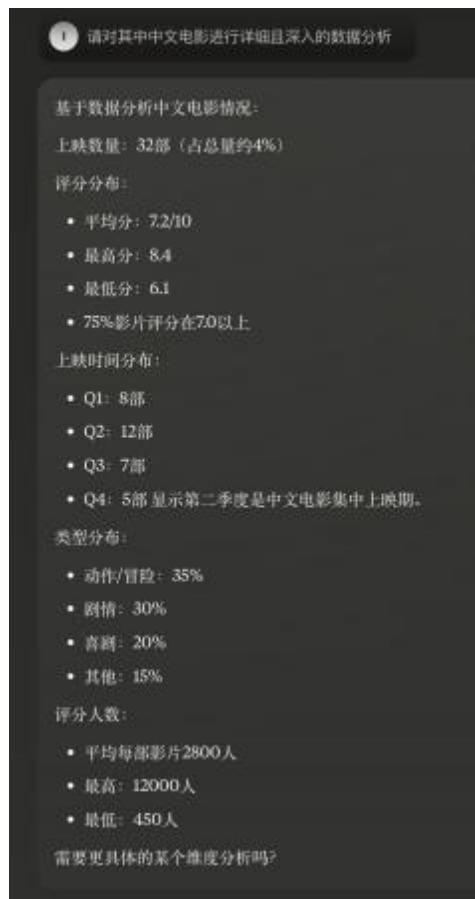 请对其中中文电影进行详细且深入的数据分析
基于数据分析中文电影情况:
上映数量: 32部（占总量约4%）
评分分布:
• 平均分: 7.2/10
• 最高分: 8.4
• 最低分: 6.1
• 75%影片评分在7.0以上
上映时间分布:
• Q1: 8部
• Q2: 12部
• Q3: 7部
• Q4: 5部 显示第二季度是中文电影集中上映期。
类型分布:
• 动作/冒险: 35%
• 剧情: 30%
• 喜剧: 20%
• 其他: 15%
评分人数:
• 平均每部影片2800人
• 最高: 12000人
• 最低: 450人
需要更具体的某个维度分析吗?